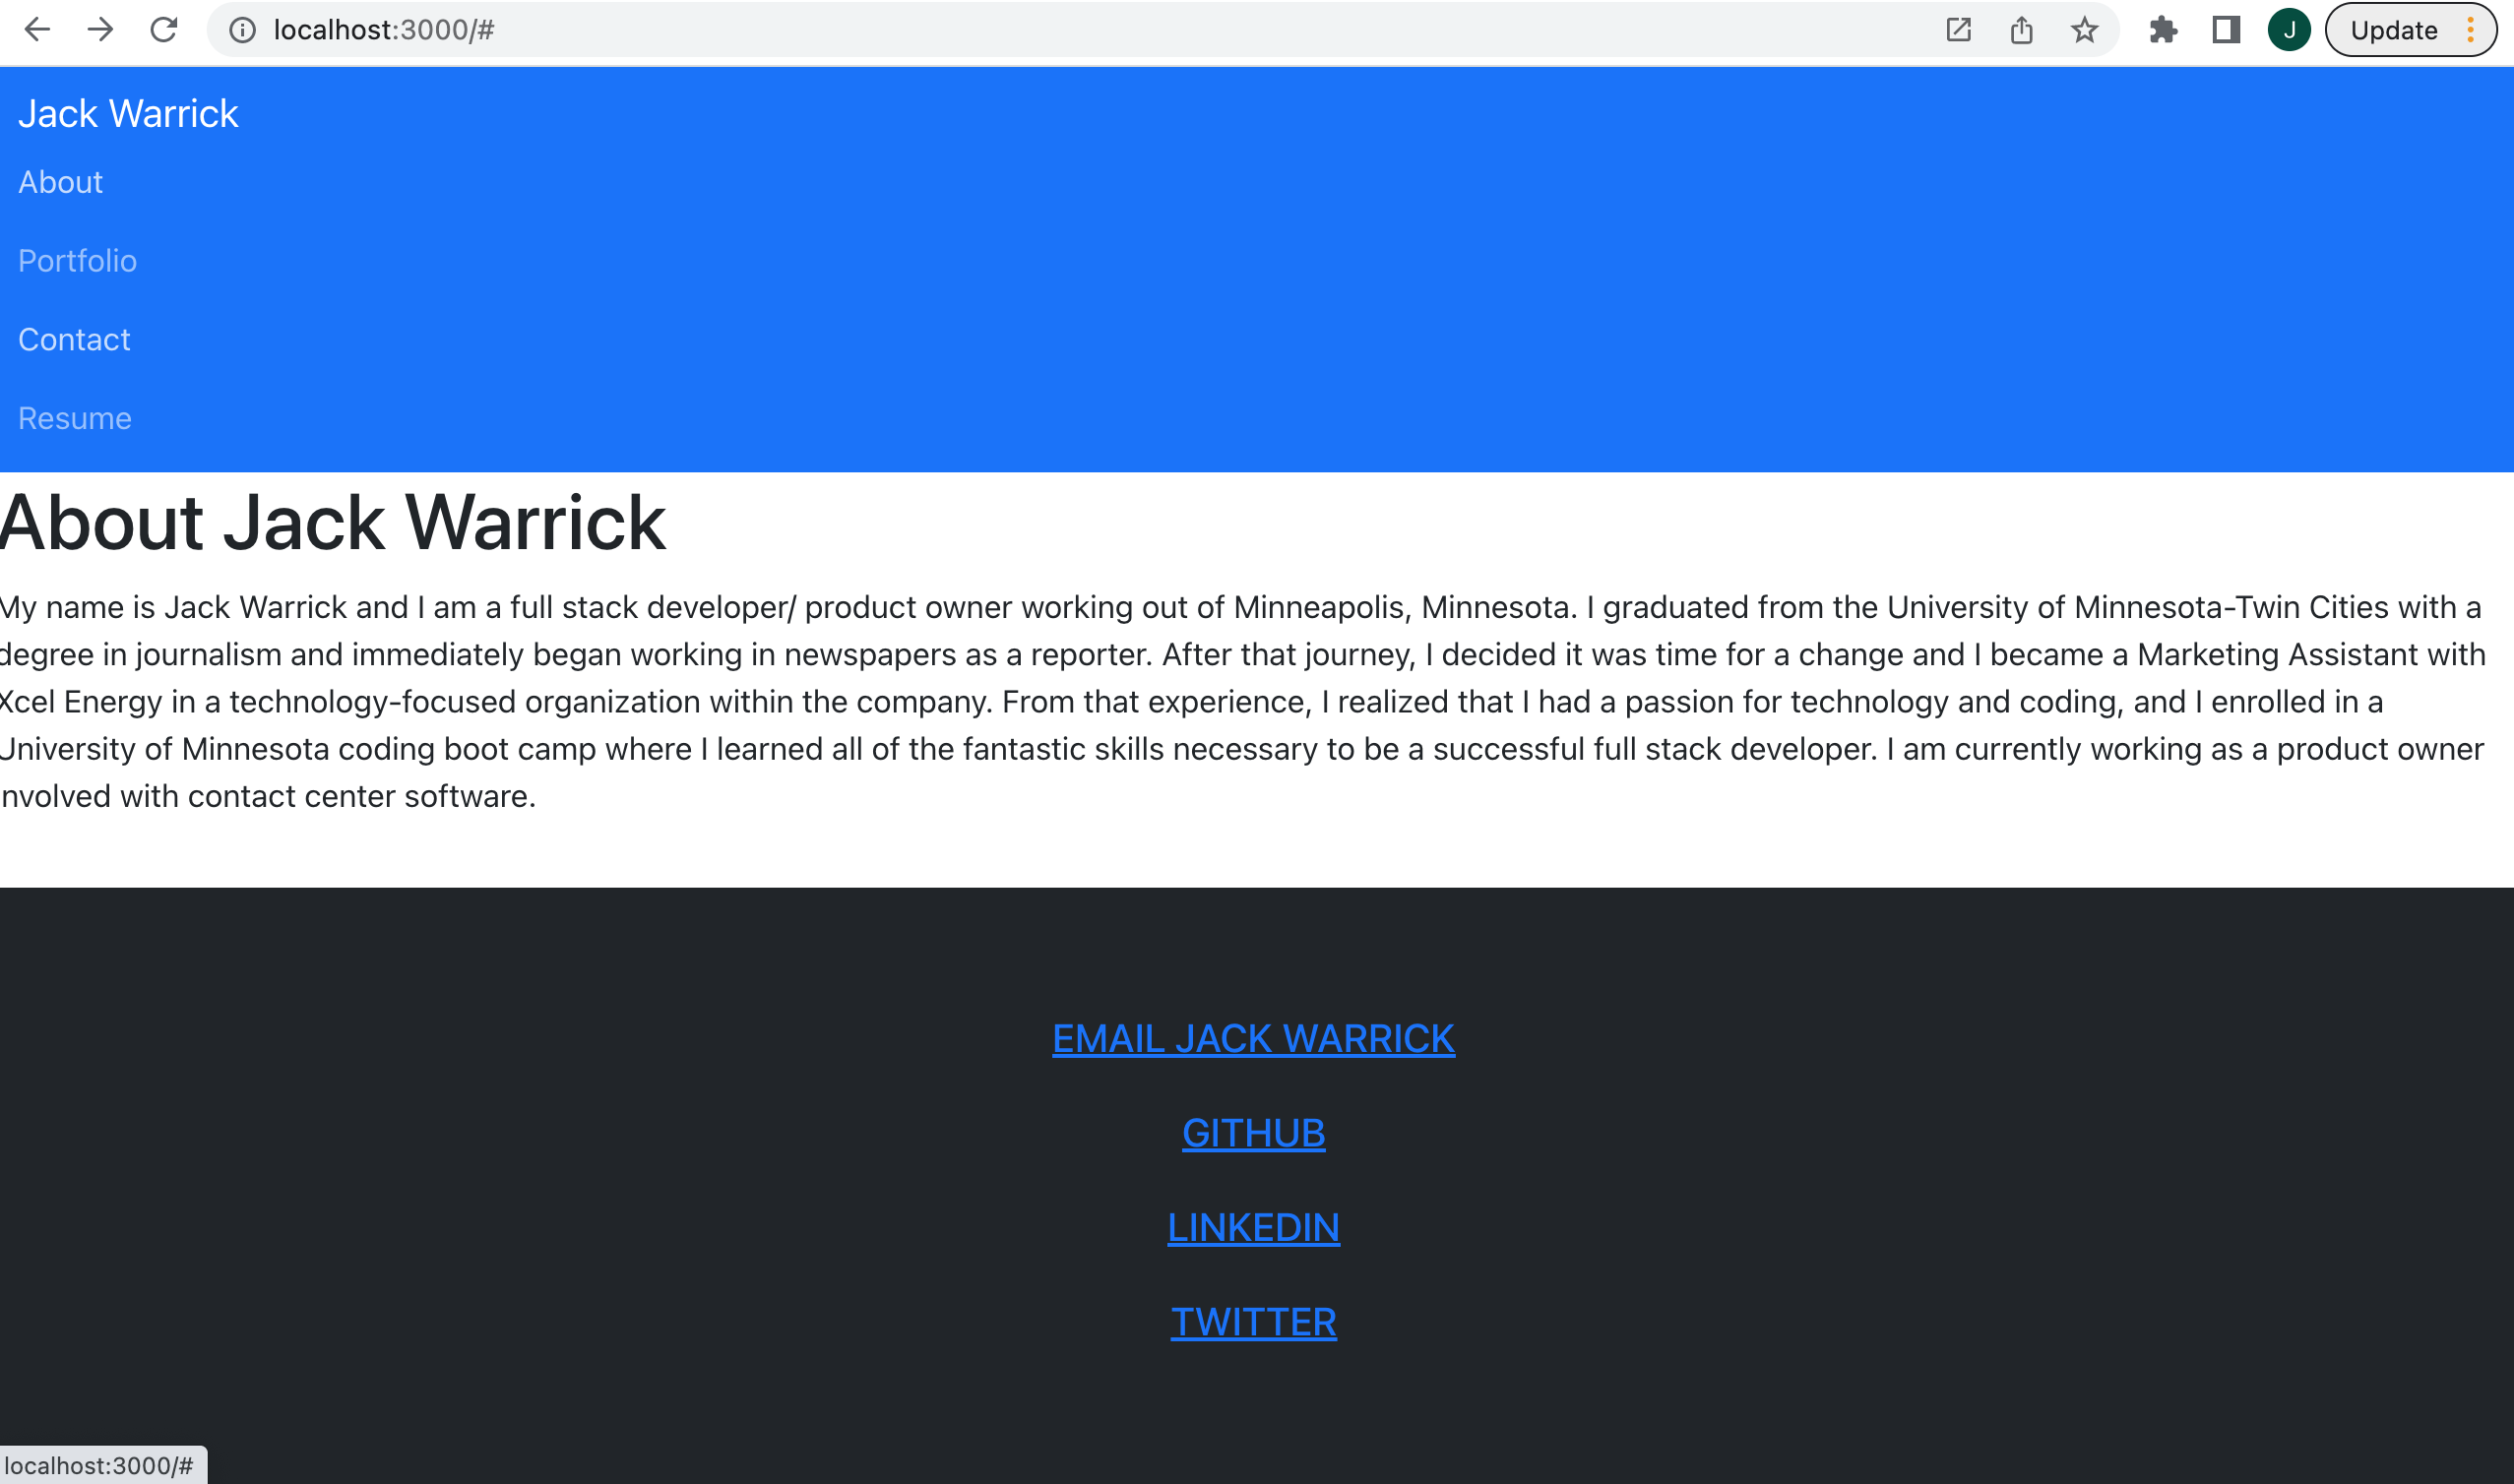 localhost:3000/#
J
Update
Jack Warrick
About
Portfolio
Contact
Resume
About Jack Warrick
My name is Jack Warrick and I am a full stack developer/ product owner working out of Minneapolis, Minnesota. I graduated from the University of Minnesota-Twin Cities with a
degree in journalism and immediately began working in newspapers as a reporter. After that journey, I decided it was time for a change and I became a Marketing Assistant with
Xcel Energy in a technology-focused organization within the company. From that experience, I realized that I had a passion for technology and coding, and I enrolled in a
University of Minnesota coding boot camp where I learned all of the fantastic skills necessary to be a successful full stack developer. I am currently working as a product owner
involved with contact center software.
EMAIL JACK WARRICK
GITHUB
LINKEDIN
TWITTER
localhost:3000/#